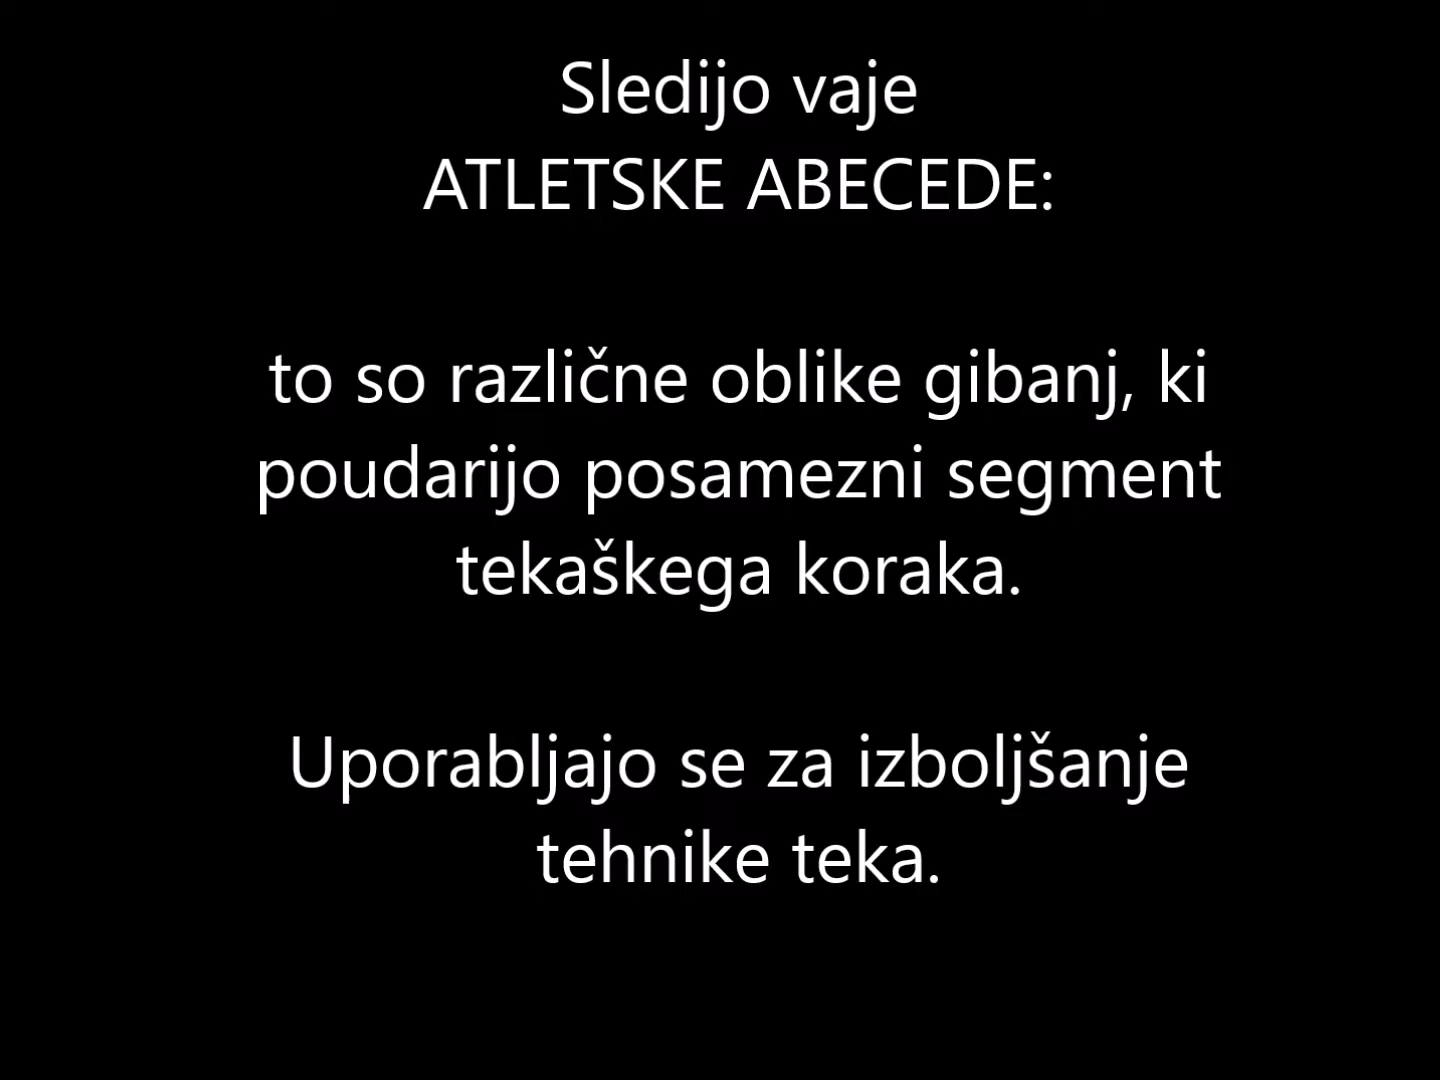 Sledijo vaje
ATLETSKE ABECEDE:
to so različne oblike gibanj, ki
poudarijo posamezni segment
tekaškega koraka.
Uporabljajo se za izboljšanje
tehnike teka.